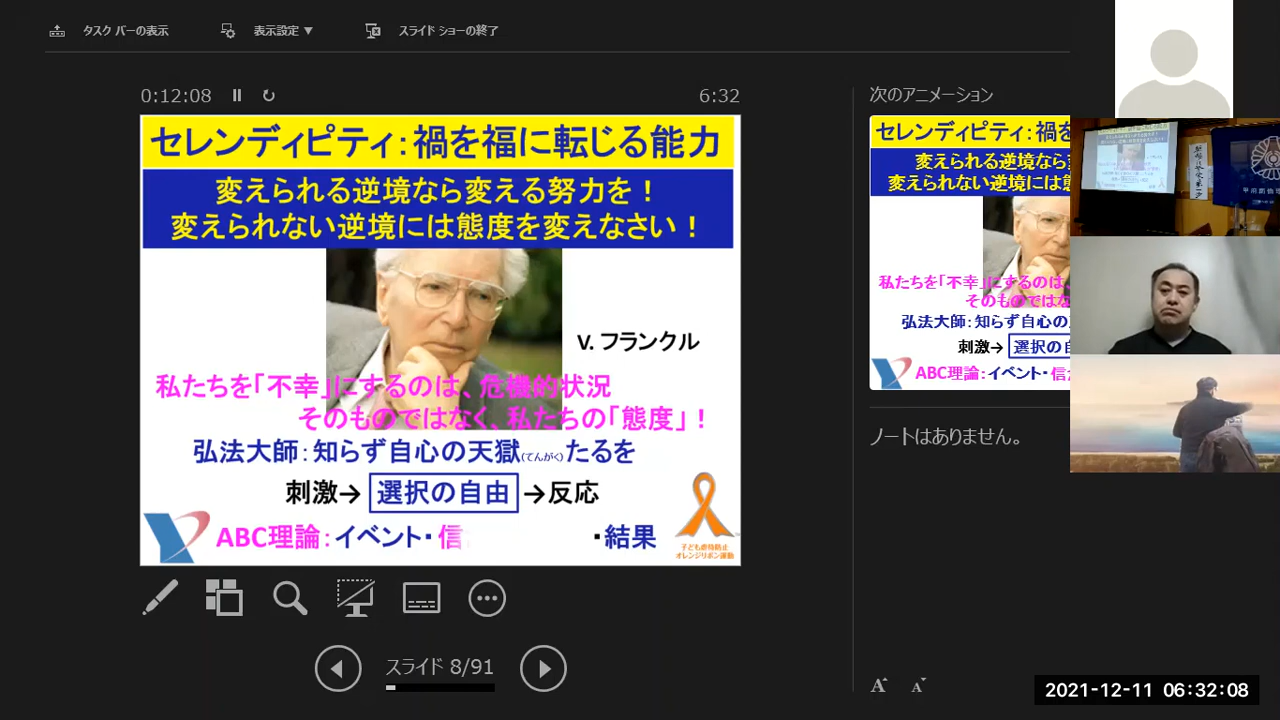 タスク バーの表示
表示設定 ▼
スライド ショーの終了
0:12:08
6:32
セレンディピティ:禍を福に転じる能力
変えられる逆境なら変える努力を!
変えられない逆境には態度を変えなさい!
V. フランクル
私たちを「不幸」にするのは、危機的状況
そのものではなく、私たちの「態度」!
弘法大師:知らず自心の天獄(てんがく)たるを
刺激→ 選択の自由 →反応
ABC理論:イベント・信
・結果
子ども虐待防止
オレンジリボン運動
スライド 8/91
次のアニメーション
セレンディピティ:禍
変えられる逆境なら
変えられない逆境には
私たちを「不幸」にするのは、
そのものではな
弘法大師:知らず自心の
刺激→ 選択の
ABC理論:イベント・信
ノートはありません。
2021-12-11 06:32:08